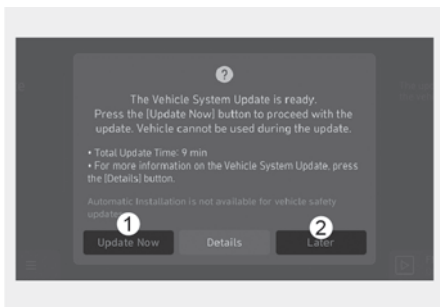 ?
The Vehicle System Update is ready.
Press the [Update Now] button to proceed with the
update. Vehicle cannot be used during the update.
• Total Update Time: 9 min
• For more information on the Vehicle System Update, press
the [Details] button.
Automatic Installation is not available for vehicle safety
1
2
Update Now
Details
Later